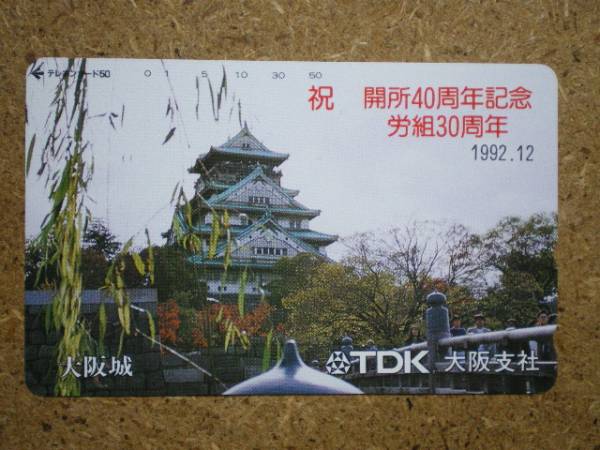 テレホンカード50 0 1 5 10 30 50
祝 開所40周年記念
労組30周年
1992.12
大阪城
TDK 大阪支社